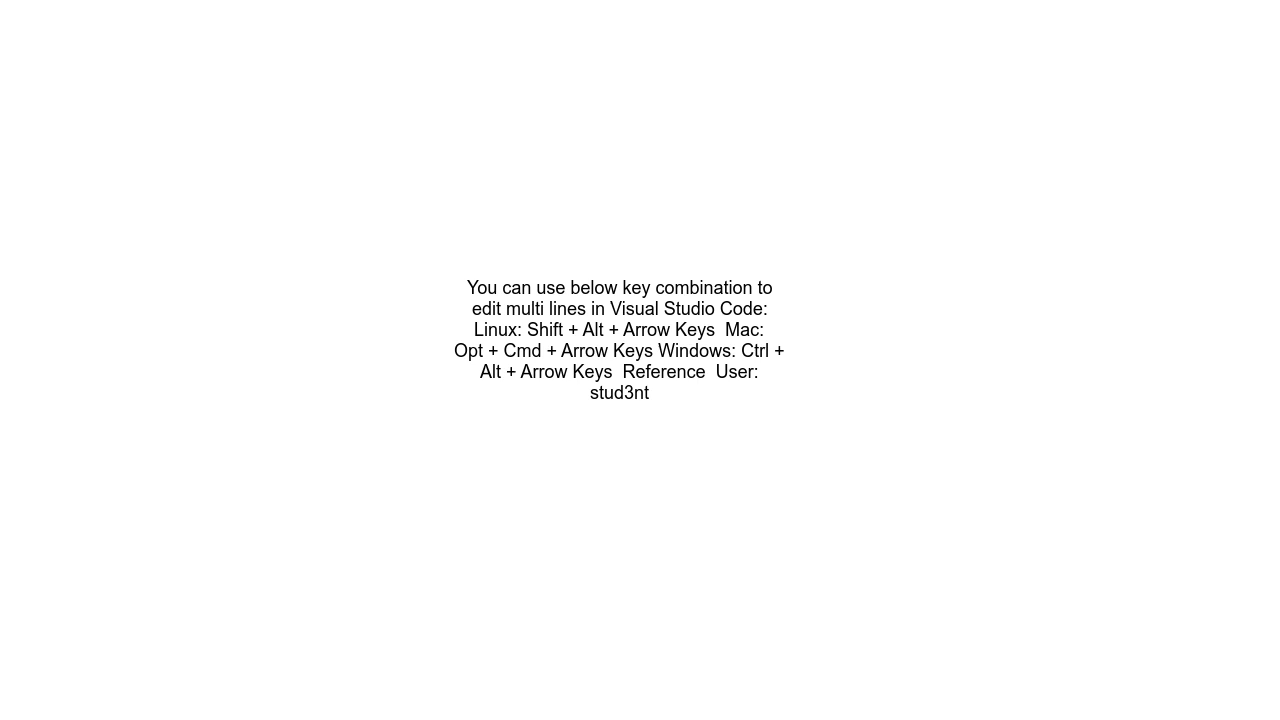 You can use below key combination to
edit multi lines in Visual Studio Code:
Linux: Shift + Alt + Arrow Keys  Mac:
Opt + Cmd + Arrow Keys Windows: Ctrl +
Alt + Arrow Keys  Reference  User:
stud3nt